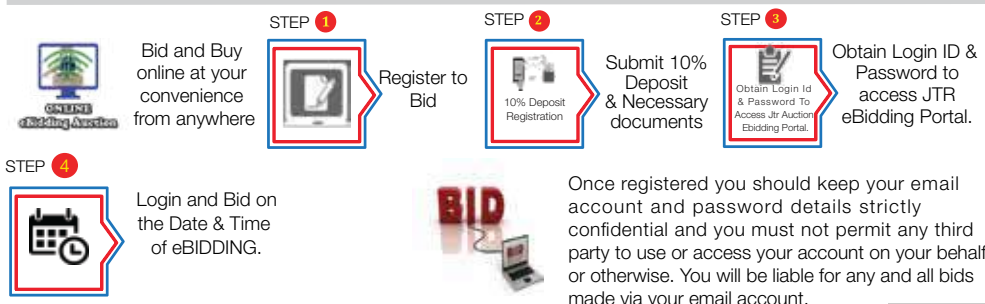 ONLINE
eBidding Auction
Bid and Buy
online at your
convenience
from anywhere
STEP 1
Register to
Bid
STEP 2
10% Deposit
Registration
Submit 10%
Deposit
& Necessary
documents
STEP 3
Obtain Login Id
& Password To
Access Jtr Auction
Ebidding Portal.
Obtain Login ID &
Password to
access JTR
eBidding Portal.
STEP 4
Login and Bid on
the Date & Time
of eBIDDING.
BID
Once registered you should keep your email
account and password details strictly
confidential and you must not permit any third
party to use or access your account on your behalf
or otherwise. You will be liable for any and all bids
made via your email account.